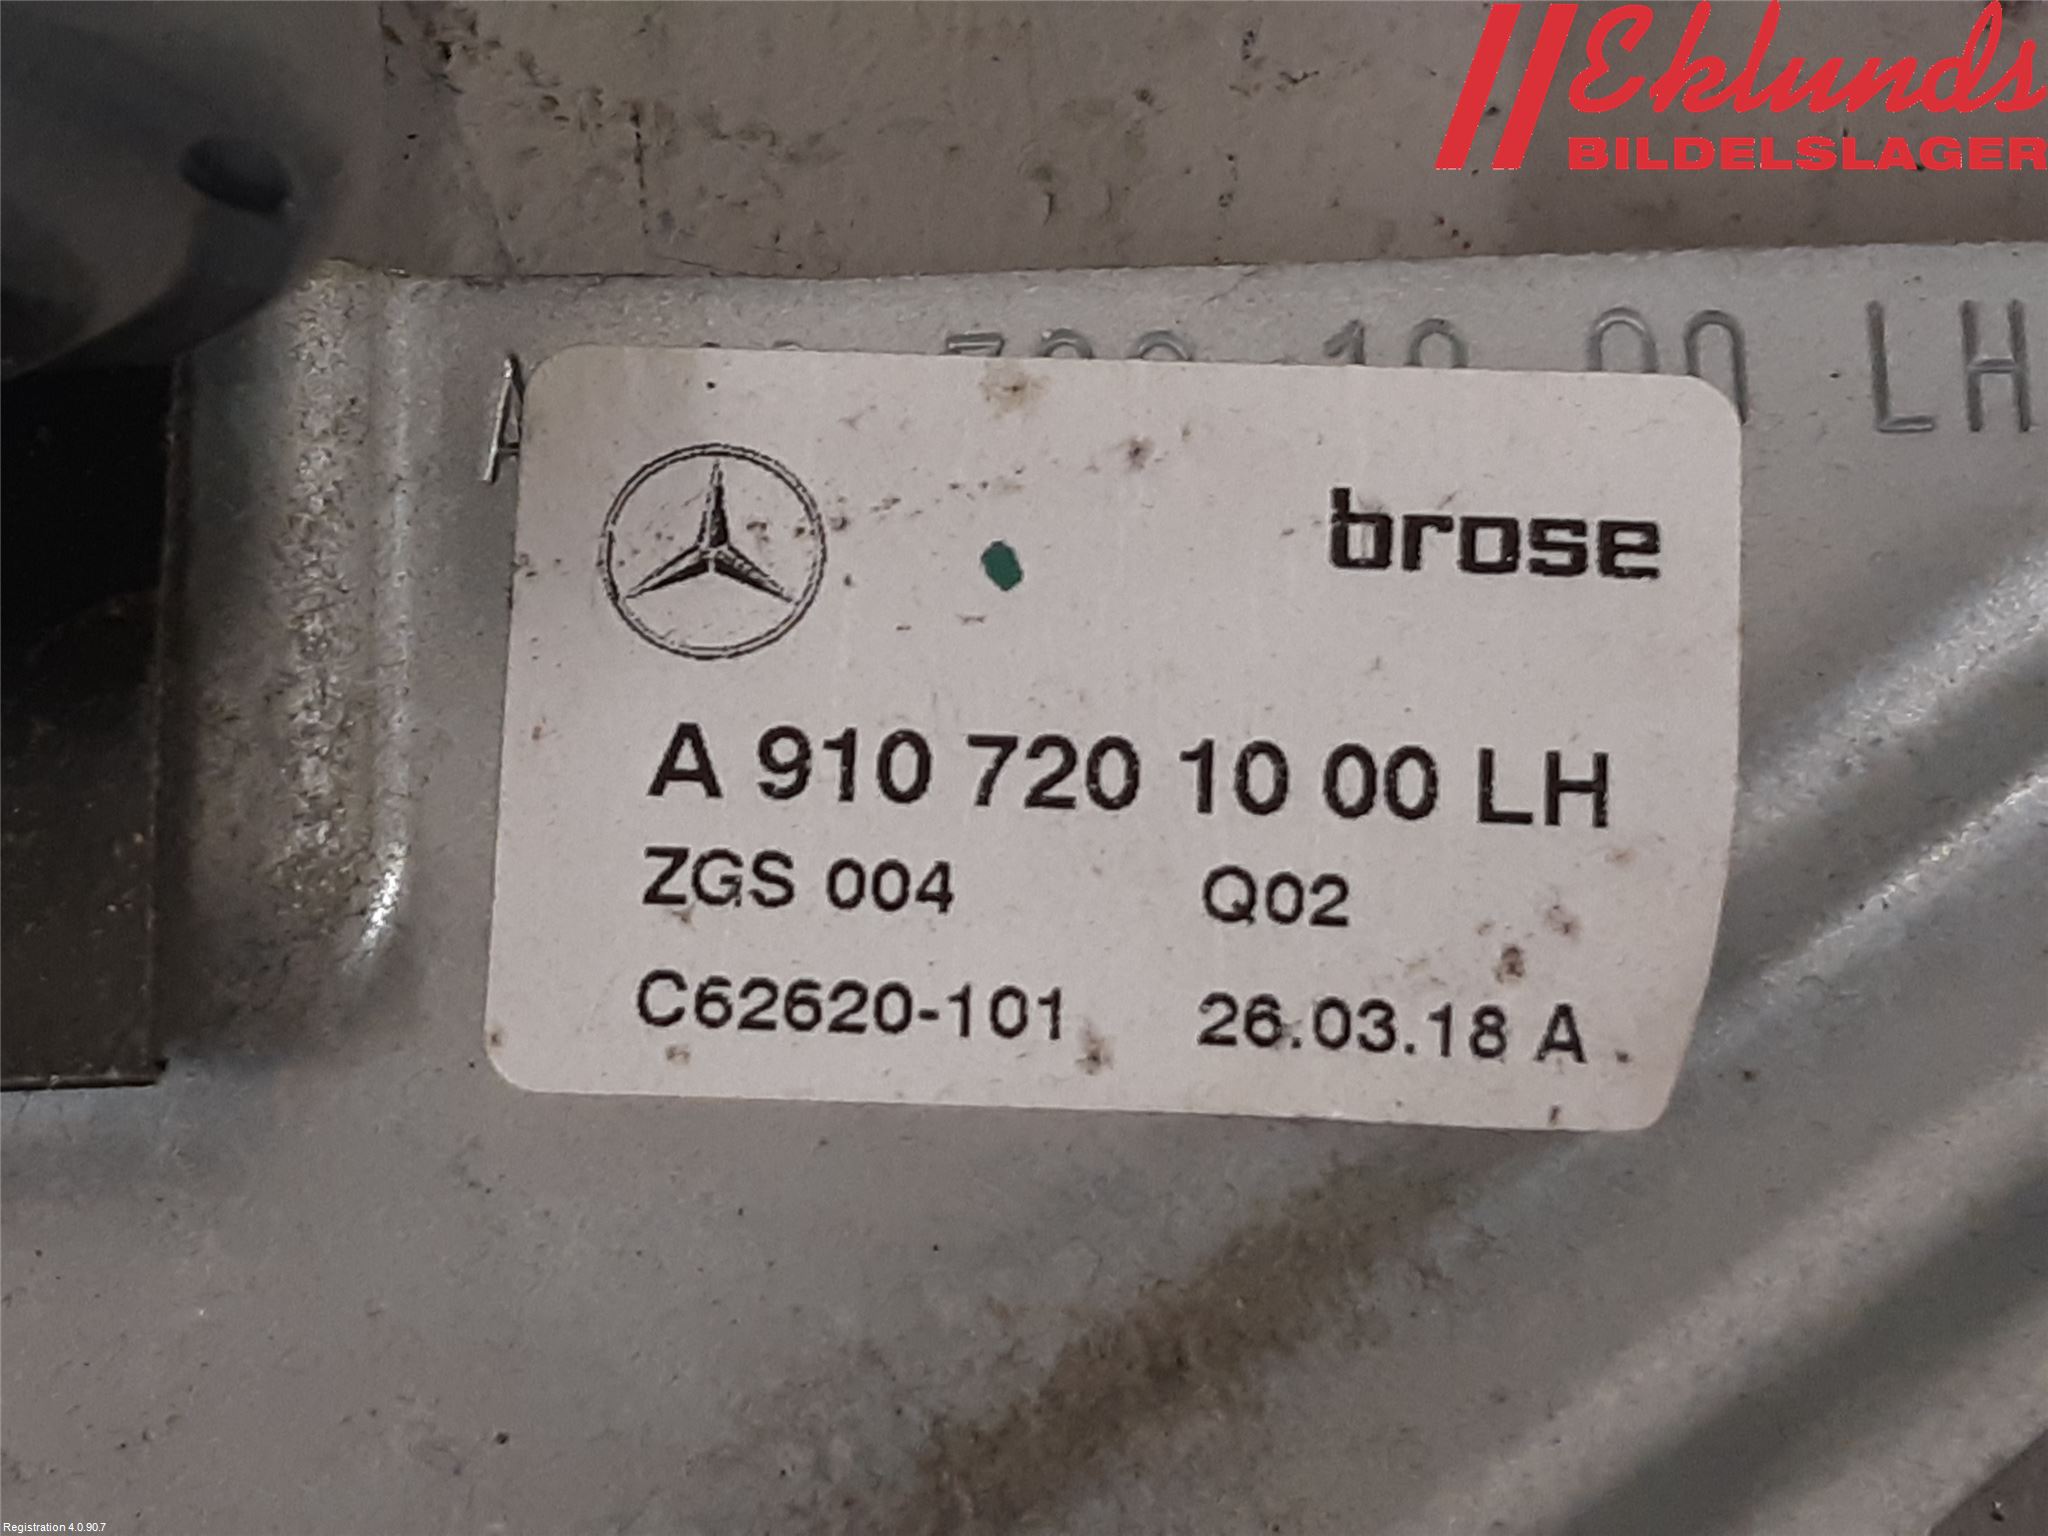 Eklunds
BILDELSLAGER
LH
brose
A 910 720 10 00 LH
ZGS 004 Q02
C62620-101 26.03.18 A
Registration 4.0.90.7